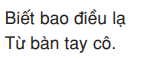 Biết bao điều lạ
Từ bàn tay cô.